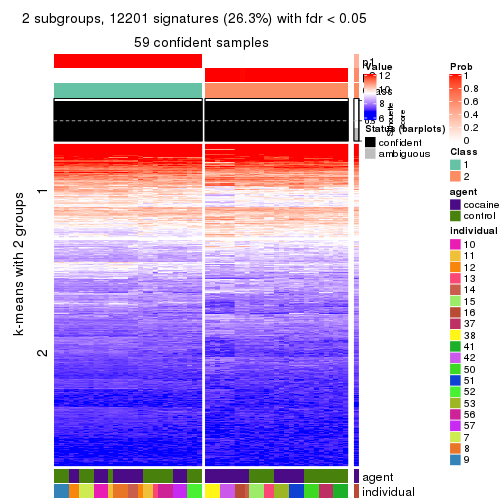 2 subgroups, 12201 signatures (26.3%) with fdr < 0.05
59 confident samples
k-means with 2 groups
1
2
p1
Value
12
10
8
6
Silhouette
score
Status (barplots)
confident
ambiguous
Prob
1
0.8
0.6
0.4
0.2
0
Class
1
2
agent
cocaine
control
individual
10
11
12
13
14
15
16
37
38
41
42
50
51
52
53
56
57
7
8
9
agent
individual